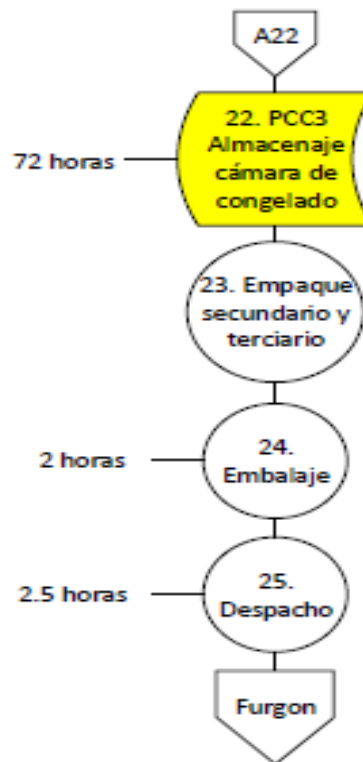 A22
22. PCC3
Almacenaje
cámara de
congelado
72 horas
23. Empaque
secundario y
terciario
24.
Embalaje
2 horas
25.
Despacho
2.5 horas
Furgon